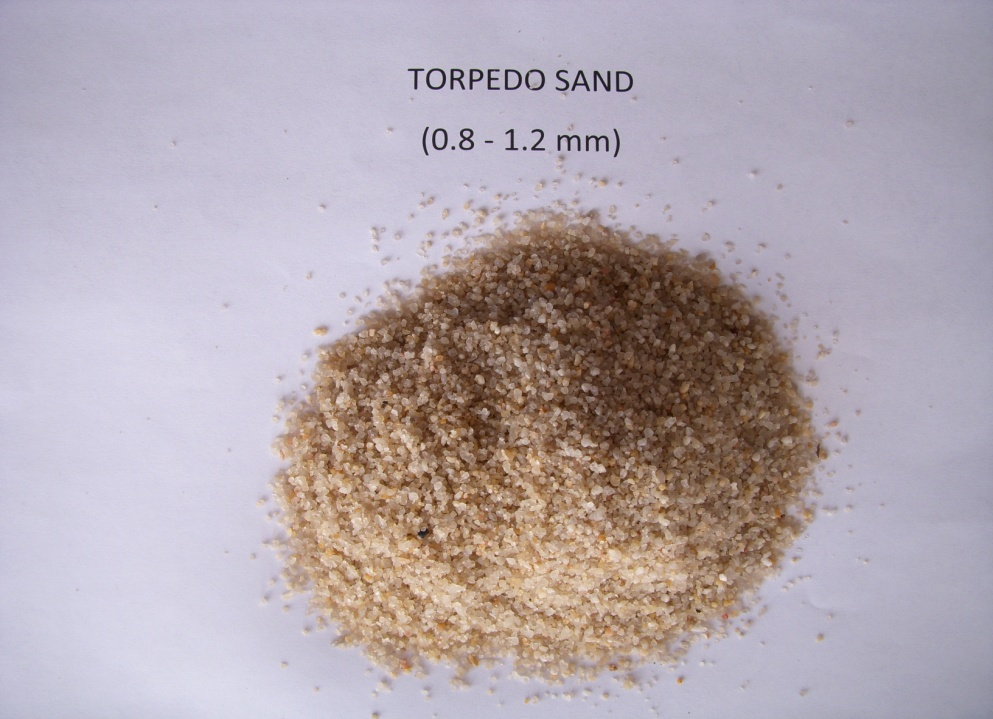 TORPEDO SAND
(0.8 - 1.2 mm)